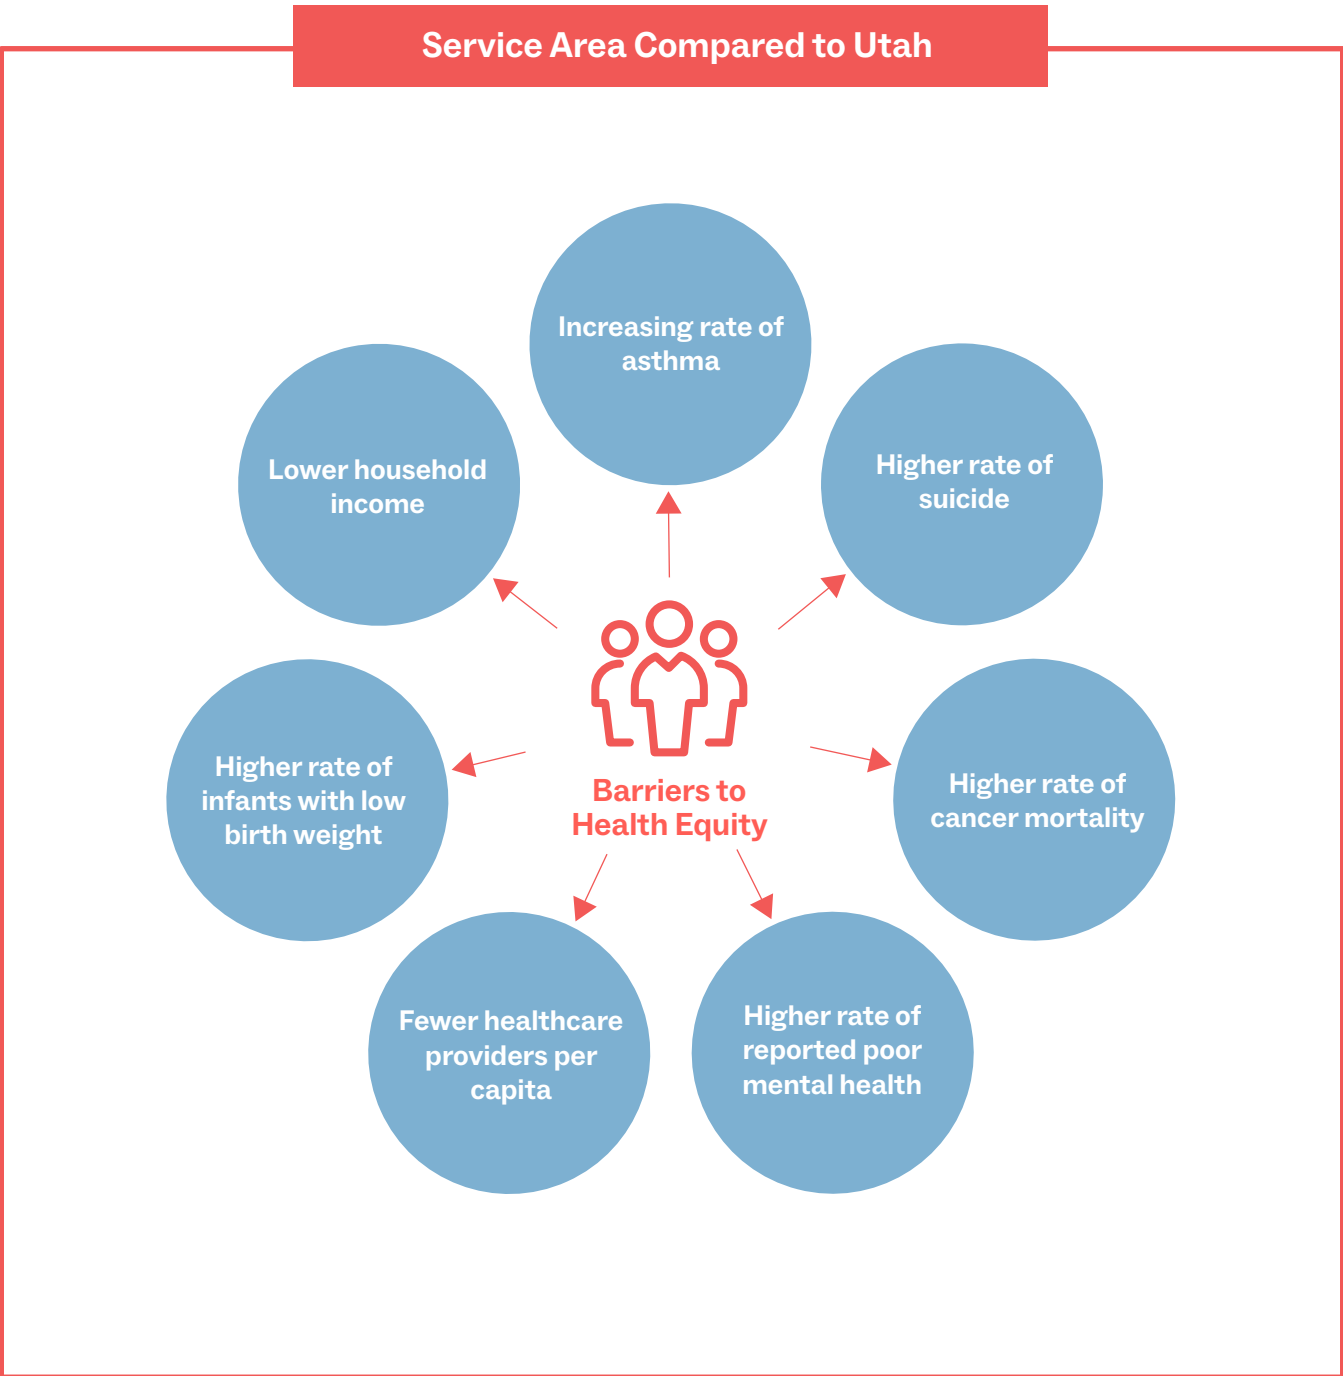 Service Area Compared to Utah
Increasing rate of
asthma
Higher rate of
suicide
Higher rate of
cancer mortality
Higher rate of
reported poor
mental health
Fewer healthcare
providers per
capita
Higher rate of
infants with low
birth weight
Lower household
income
Barriers to
Health Equity